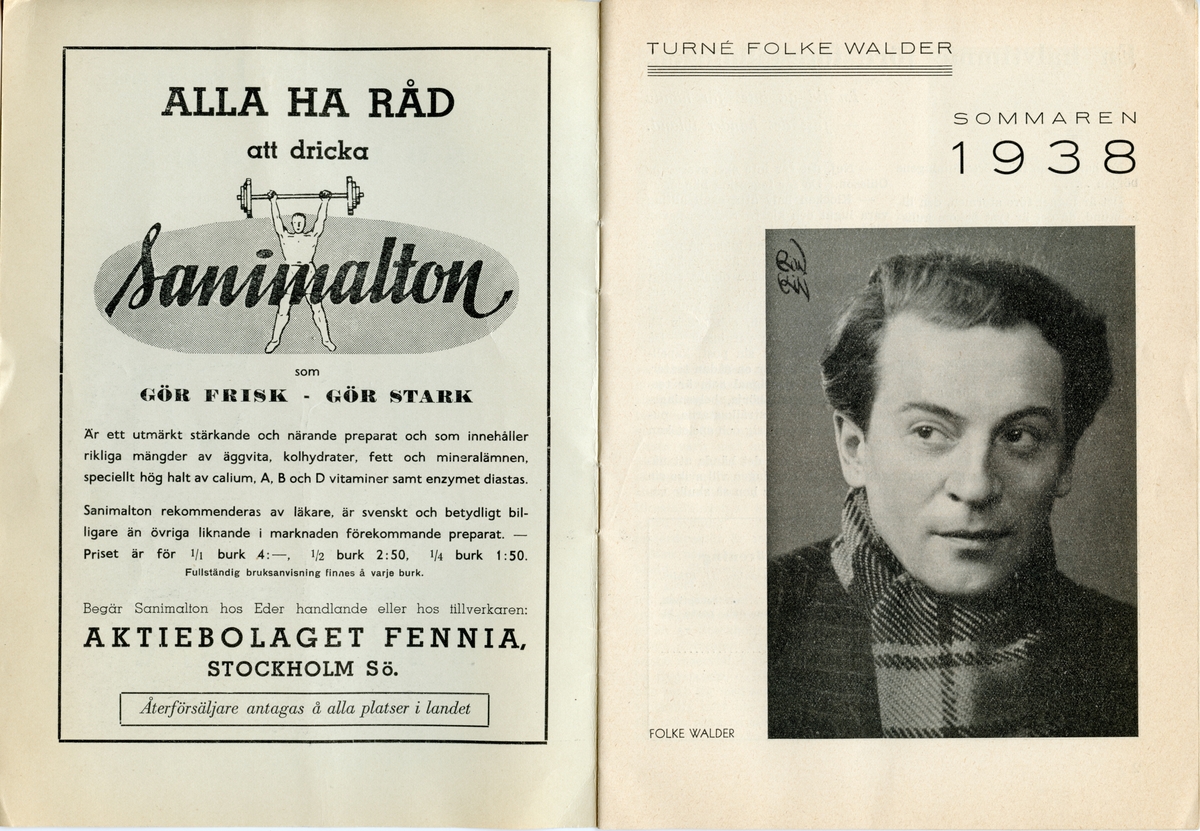 ALLA HA RÅD
att dricka
Sanimalton
som
GÖR FRISK - GÖR STARK
Är ett utmärkt stärkande och närande preparat och som innehåller
rikliga mängder av äggvita, kolhydrater, fett och mineralämnen,
speciellt hög halt av calium, A, B och D vitaminer samt enzymet diastas.
Sanimalton rekommenderas av läkare, är svenskt och betydligt bil-
ligare än övriga liknande i marknaden förekommande preparat. —
Priset är för 1/1 burk 4:—, 1/2 burk 2:50, 1/4 burk 1:50.
Fullständig bruksanvisning finnes å varje burk.
Begär Sanimalton hos Eder handlande eller hos tillverkaren:
AKTIEBOLAGET FENNIA,
STOCKHOLM Sö.
Återförsäljare antagas å alla platser i landet
TURNÉ FOLKE WALDER
SOMMAREN
1938
FOLKE WALDER